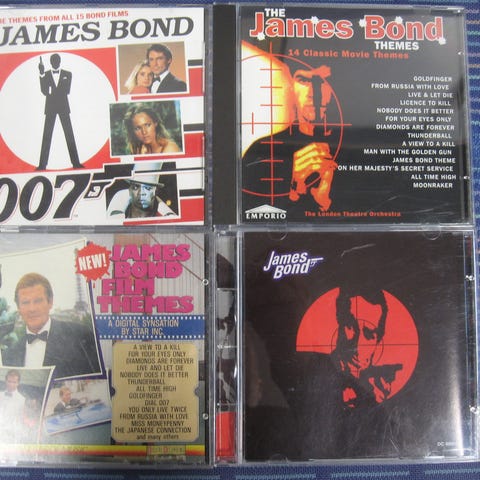 THE THEMES FROM ALL 15 BOND FILMS
JAMES BOND
007
THE
James Bond
THEMES
14 Classic Movie Themes
GOLDFINGER
FROM RUSSIA WITH LOVE
LIVE & LET DIE
LICENCE TO KILL
NOBODY DOES IT BETTER
FOR YOUR EYES ONLY
DIAMONDS ARE FOREVER
THUNDERBALL
A VIEW TO A KILL
MAN WITH THE GOLDEN GUN
JAMES BOND THEME
ON HER MAJESTY'S SECRET SERVICE
ALL TIME HIGH
MOONRAKER
EMPORIO
The London Theatre Orchestra
NEW!
JAMES
BOND
FILM
THEMES
A DIGITAL SYNSATION
BY STAR INC.
A VIEW TO A KILL
FOR YOUR EYES ONLY
DIAMONDS ARE FOREVER
LIVE AND LET DIE
NOBODY DOES IT BETTER
THUNDERBALL
ALL TIME HIGH
GOLDFINGER
DIAL 007
YOU ONLY LIVE TWICE
FROM RUSSIA WITH LOVE
MISS MONEYPENNY
THE JAPANESE CONNECTION
and many others
James
Bond
DC